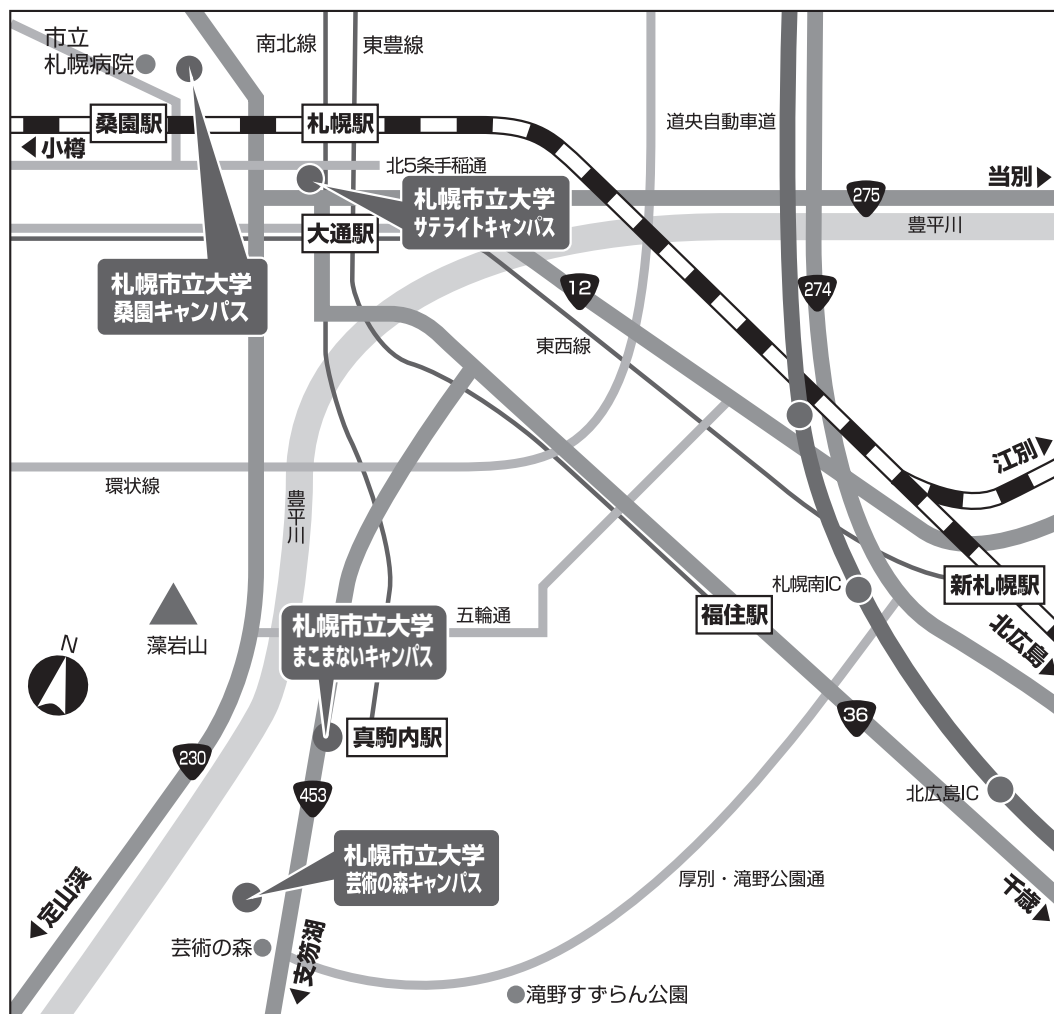 市立
札幌病院
南北線
東豊線
桑園駅
札幌駅
道央自動車道
小樽
北5条手稲通
当別
275
札幌市立大学
サテライトキャンパス
豊平川
大通駅
札幌市立大学
桑園キャンパス
12
274
東西線
江別
環状線
豊平川
札幌南IC
新札幌駅
福住駅
札幌市立大学
まこまないキャンパス
五輪通
北広島
藻岩山
N
36
真駒内駅
230
453
北広島IC
札幌市立大学
芸術の森キャンパス
厚別・滝野公園通
定山渓
千歳
芸術の森
支笏湖
滝野すずらん公園